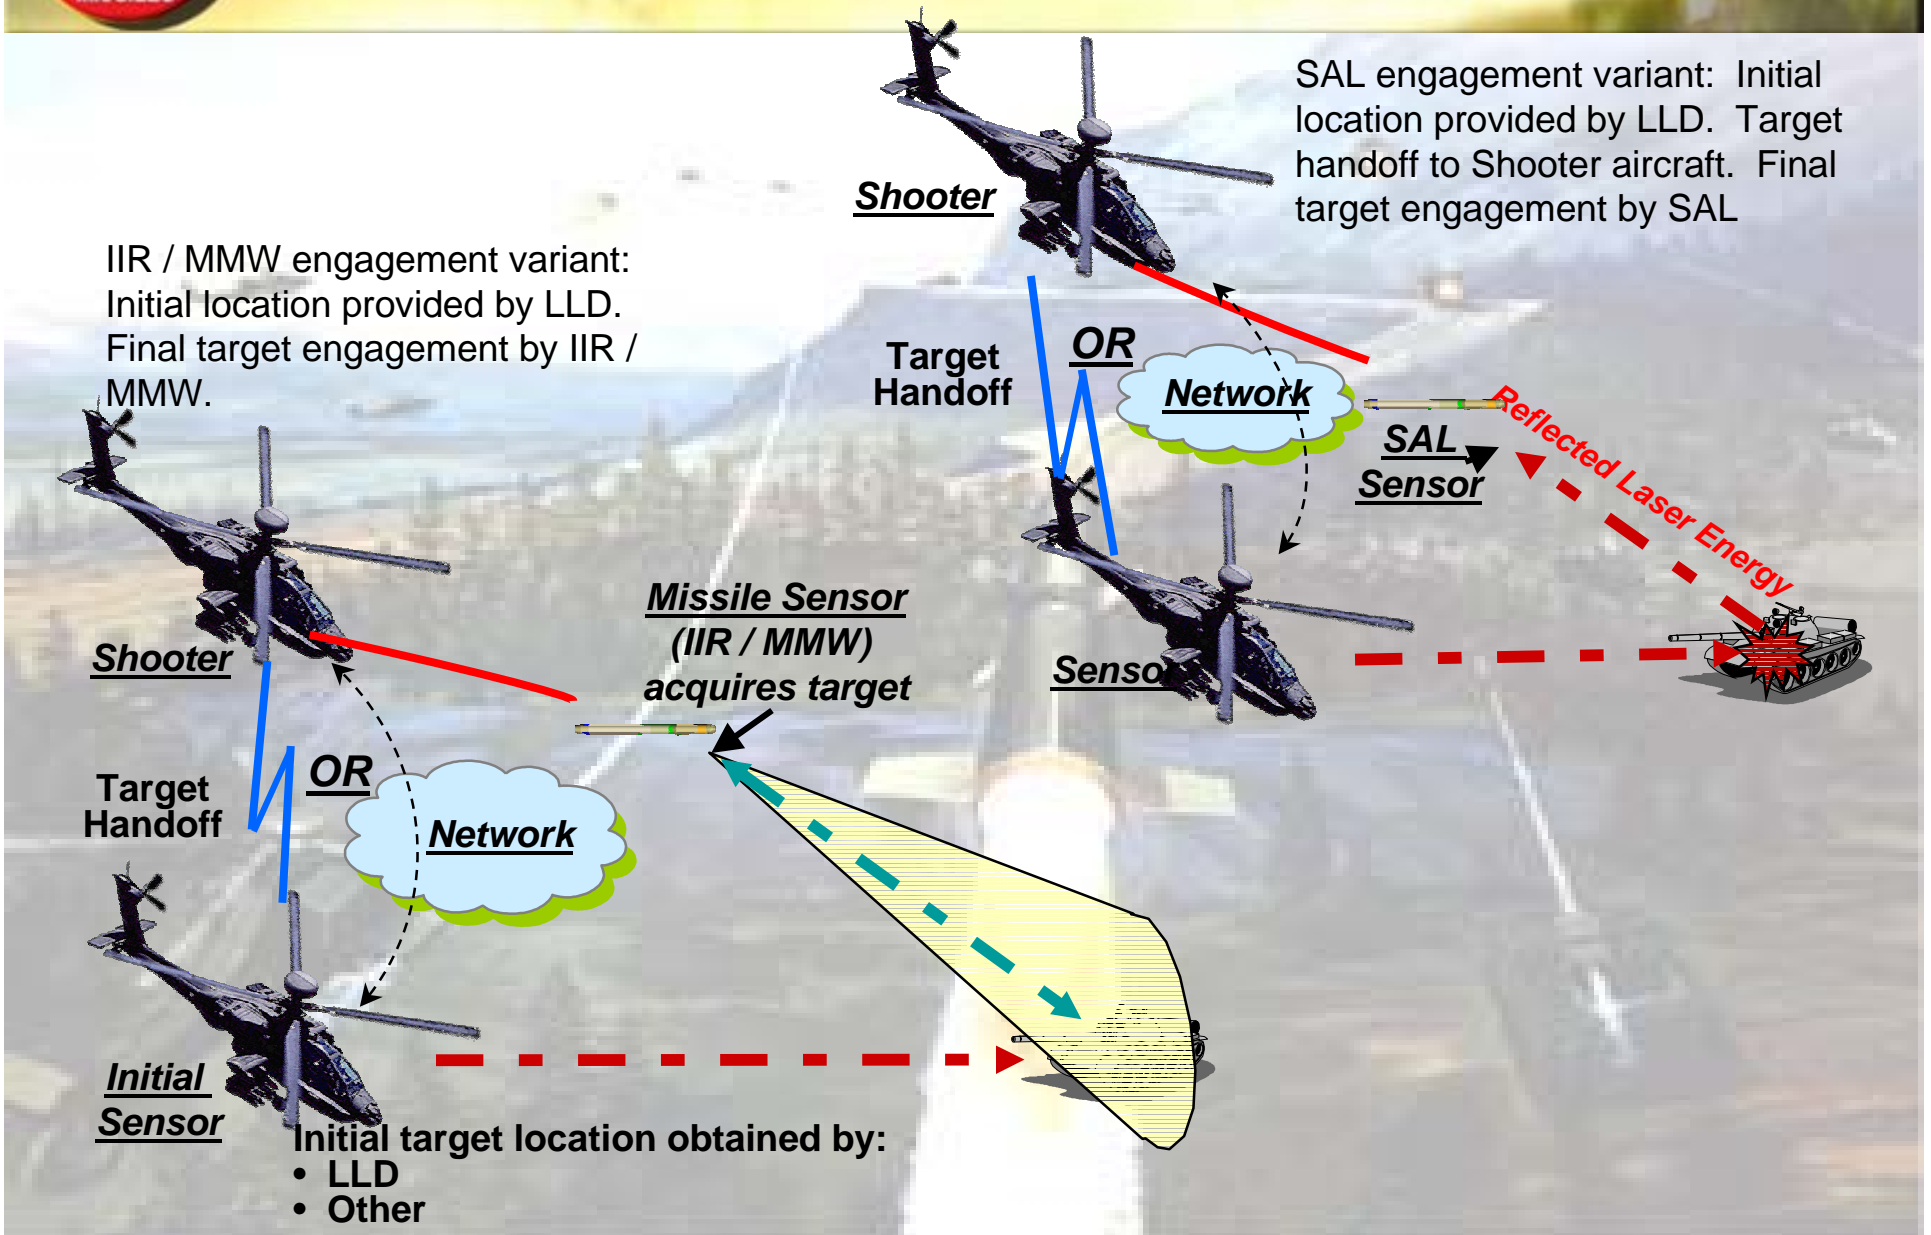 SAL engagement variant: Initial
location provided by LLD. Target
handoff to Shooter aircraft. Final
target engagement by SAL
Shooter
IIR / MMW engagement variant:
Initial location provided by LLD.
Final target engagement by IIR /
MMW.
Target
Handoff
OR
Network
SAL
Sensor
Reflected Laser Energy
Sensor
Shooter
Missile Sensor
(IIR / MMW)
acquires target
Target
Handoff
OR
Network
Initial
Sensor
Initial target location obtained by:
• LLD
• Other